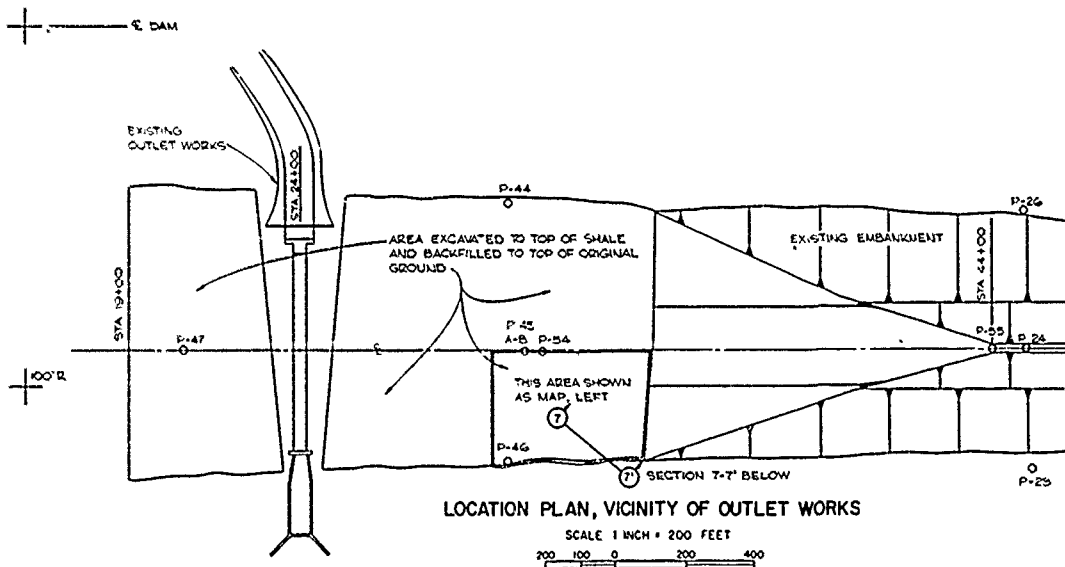 ℄ DAM
EXISTING
OUTLET WORKS
STA 24+00
P-44
P-26
AREA EXCAVATED TO TOP OF SHALE
AND BACKFILLED TO TOP OF ORIGINAL
GROUND
EXISTING EMBANKMENT
STA 44+00
STA 19+00
P-47
℄
P-45
A-B
P-54
P-55
P-24
100'R
THIS AREA SHOWN
AS MAP, LEFT
7
P-46
7' SECTION 7-7' BELOW
P-25
LOCATION PLAN, VICINITY OF OUTLET WORKS
SCALE 1 INCH = 200 FEET
200 100 0 200 400